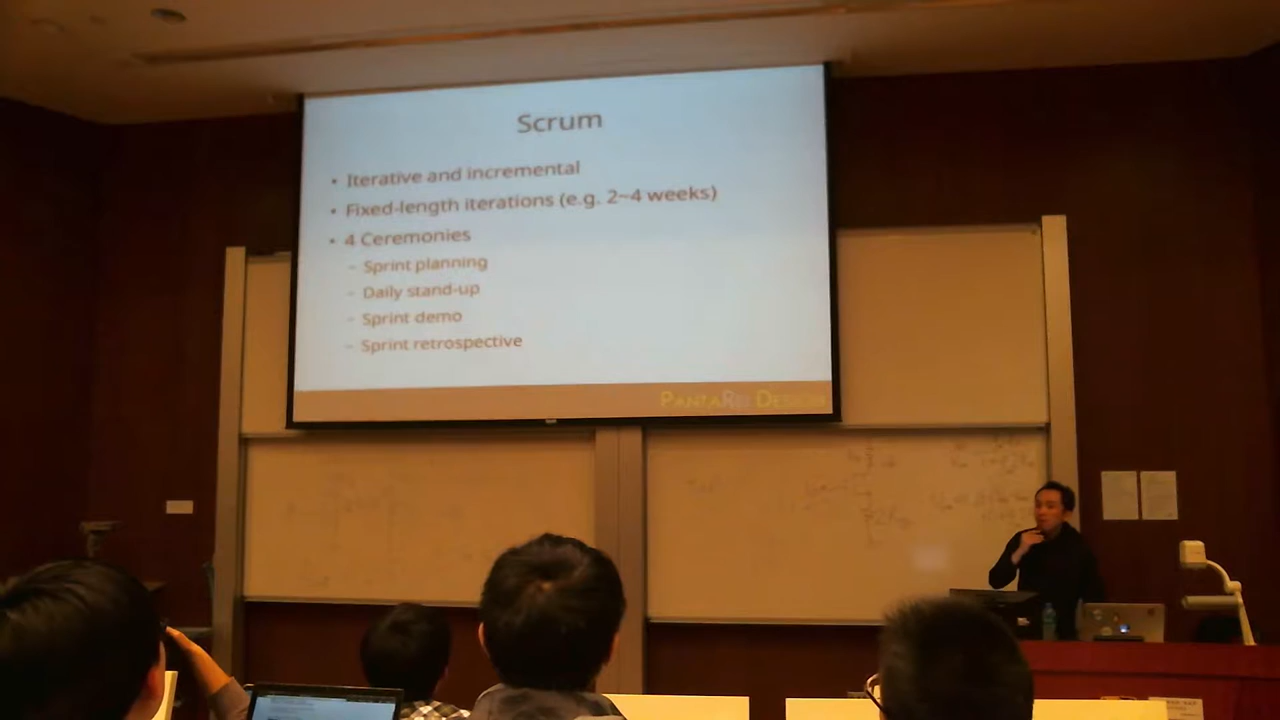 Scrum
• Iterative and incremental
• Fixed-length iterations (e.g. 2~4 weeks)
• 4 Ceremonies
– Sprint planning
– Daily stand-up
– Sprint demo
– Sprint retrospective
PANTAREI DESIGN